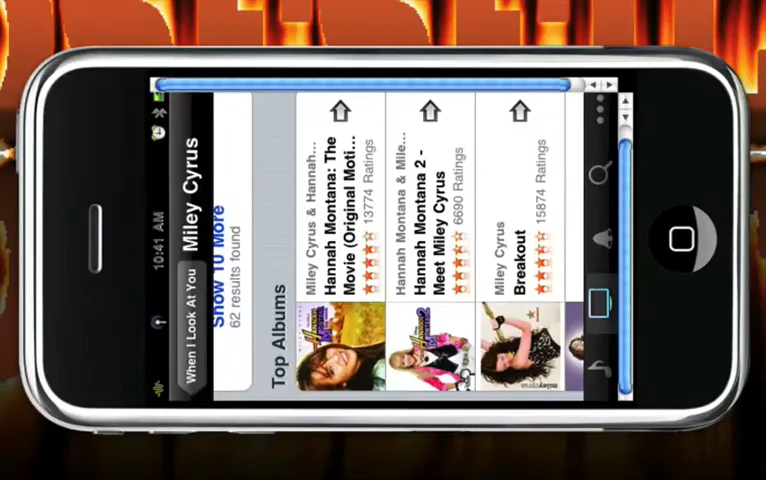 10:41 AM
When I Look At You
Miley Cyrus
Show 10 More
62 results found
Top Albums
Miley Cyrus & Hannah...
Hannah Montana: The
Movie (Original Moti...
13774 Ratings
Hannah Montana & Mile...
Hannah Montana 2 -
Meet Miley Cyrus
6690 Ratings
Miley Cyrus
Breakout
15874 Ratings